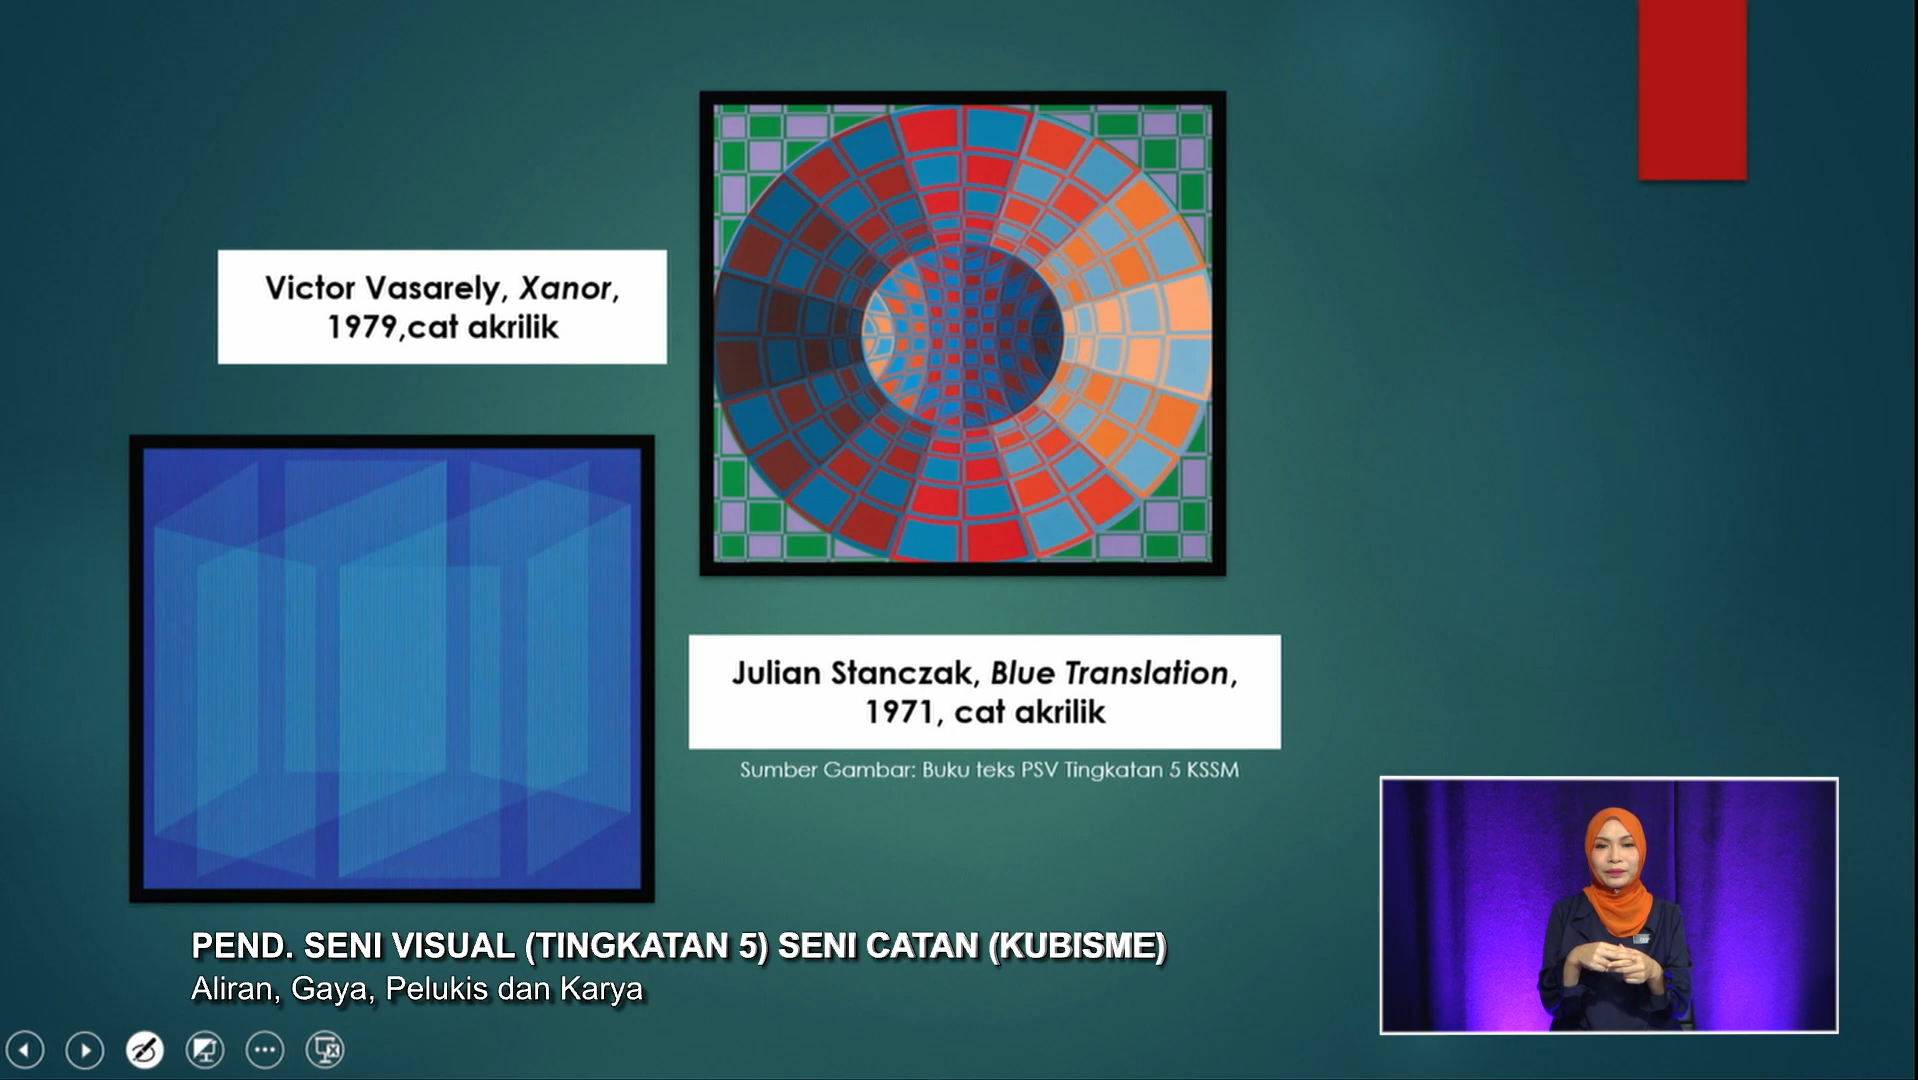 Victor Vasarely, Xanor,
1979,cat akrilik
Julian Stanczak, Blue Translation,
1971, cat akrilik
Sumber Gambar: Buku teks PSV Tingkatan 5 KSSM
PEND. SENI VISUAL (TINGKATAN 5) SENI CATAN (KUBISME)
Aliran, Gaya, Pelukis dan Karya